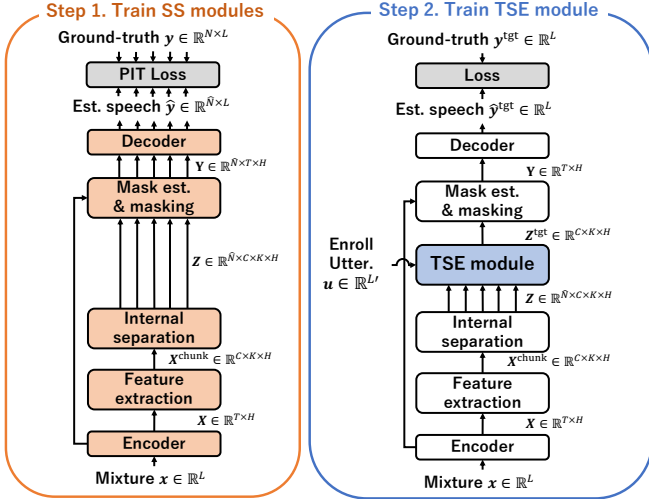 Step 1. Train SS modules
Ground-truth 𝒚 ∈ ℝ^{N×L}
PIT Loss
Est. speech ŷ ∈ ℝ^{N̂×L}
Decoder
Y ∈ ℝ^{N̂×T×H}
Mask est.
& masking
Z ∈ ℝ^{N̂×C×K×H}
Internal
separation
X^{chunk} ∈ ℝ^{C×K×H}
Feature
extraction
X ∈ ℝ^{T×H}
Encoder
Mixture x ∈ ℝ^{L}
Step 2. Train TSE module
Ground-truth y^{tgt} ∈ ℝ^{L}
Loss
Est. speech ŷ^{tgt} ∈ ℝ^{L}
Decoder
Y ∈ ℝ^{T×H}
Mask est.
& masking
Z^{tgt} ∈ ℝ^{C×K×H}
Enroll
Utter.
u ∈ ℝ^{L′}
TSE module
Z ∈ ℝ^{N̂×C×K×H}
Internal
separation
X^{chunk} ∈ ℝ^{C×K×H}
Feature
extraction
X ∈ ℝ^{T×H}
Encoder
Mixture x ∈ ℝ^{L}